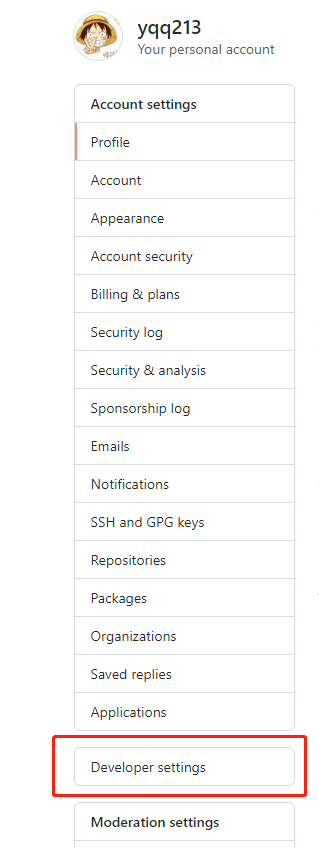 yqq213
Your personal account
Account settings
Profile
Account
Appearance
Account security
Billing & plans
Security log
Security & analysis
Sponsorship log
Emails
Notifications
SSH and GPG keys
Repositories
Packages
Organizations
Saved replies
Applications
Developer settings
Moderation settings